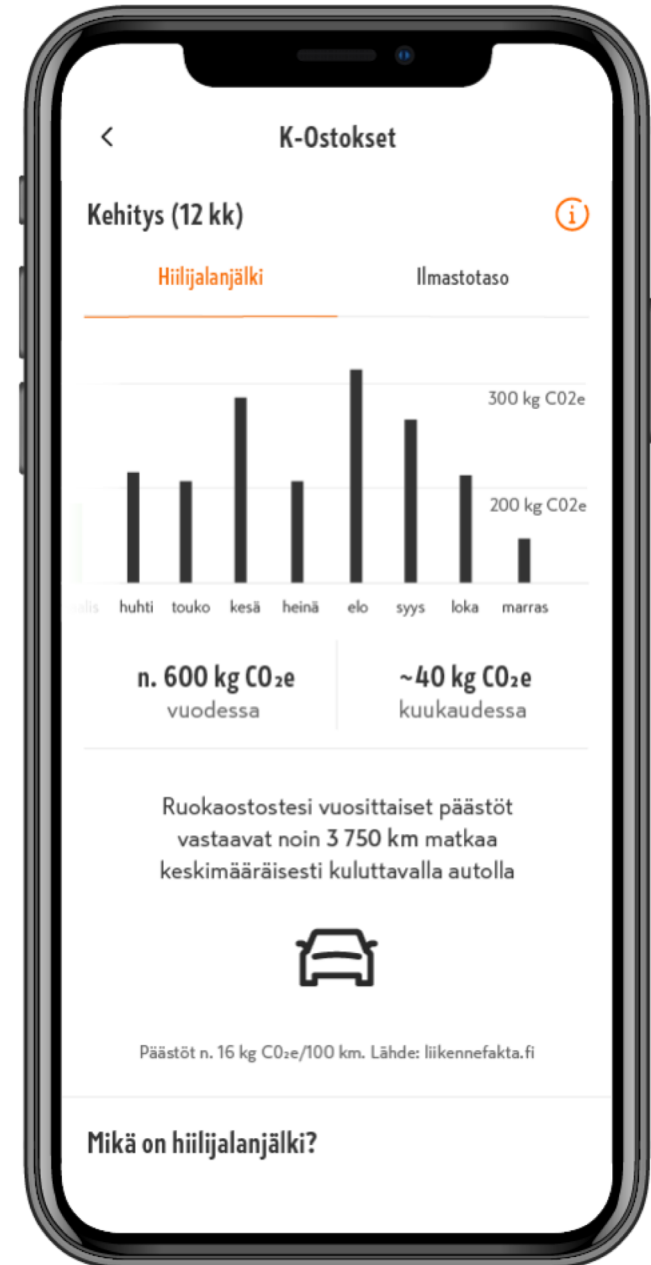 K-Ostokset
Kehitys (12 kk)
Hiilijalanjälki Ilmastotaso
300 kg C02e
200 kg C02e
huhti touko kesä heinä elo syys loka marras
n. 600 kg CO₂e ~40 kg CO₂e
vuodessa kuukaudessa
Ruokaostostesi vuosittaiset päästöt
vastaavat noin 3 750 km matkaa
keskimääräisesti kuluttavalla autolla
Päästöt n. 16 kg CO₂e/100 km. Lähde: liikennefakta.fi
Mikä on hiilijalanjälki?